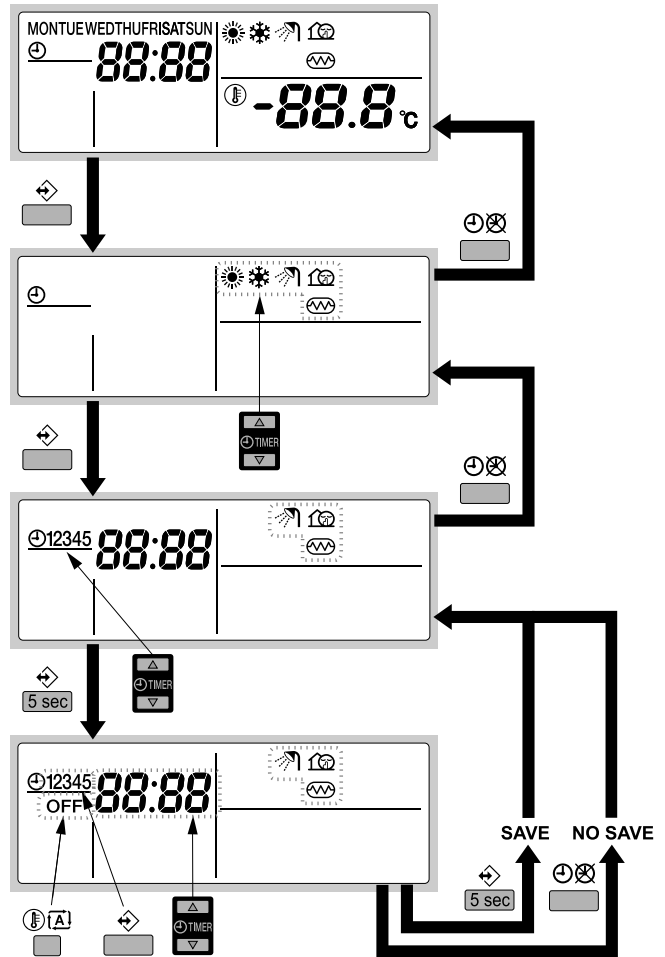 MONTUEWEDTHUFRISATSUN
88:88
-88.8 °C
TIMER
12345 88:88
TIMER
5 sec
12345 88:88
OFF
SAVE NO SAVE
5 sec
A
TIMER